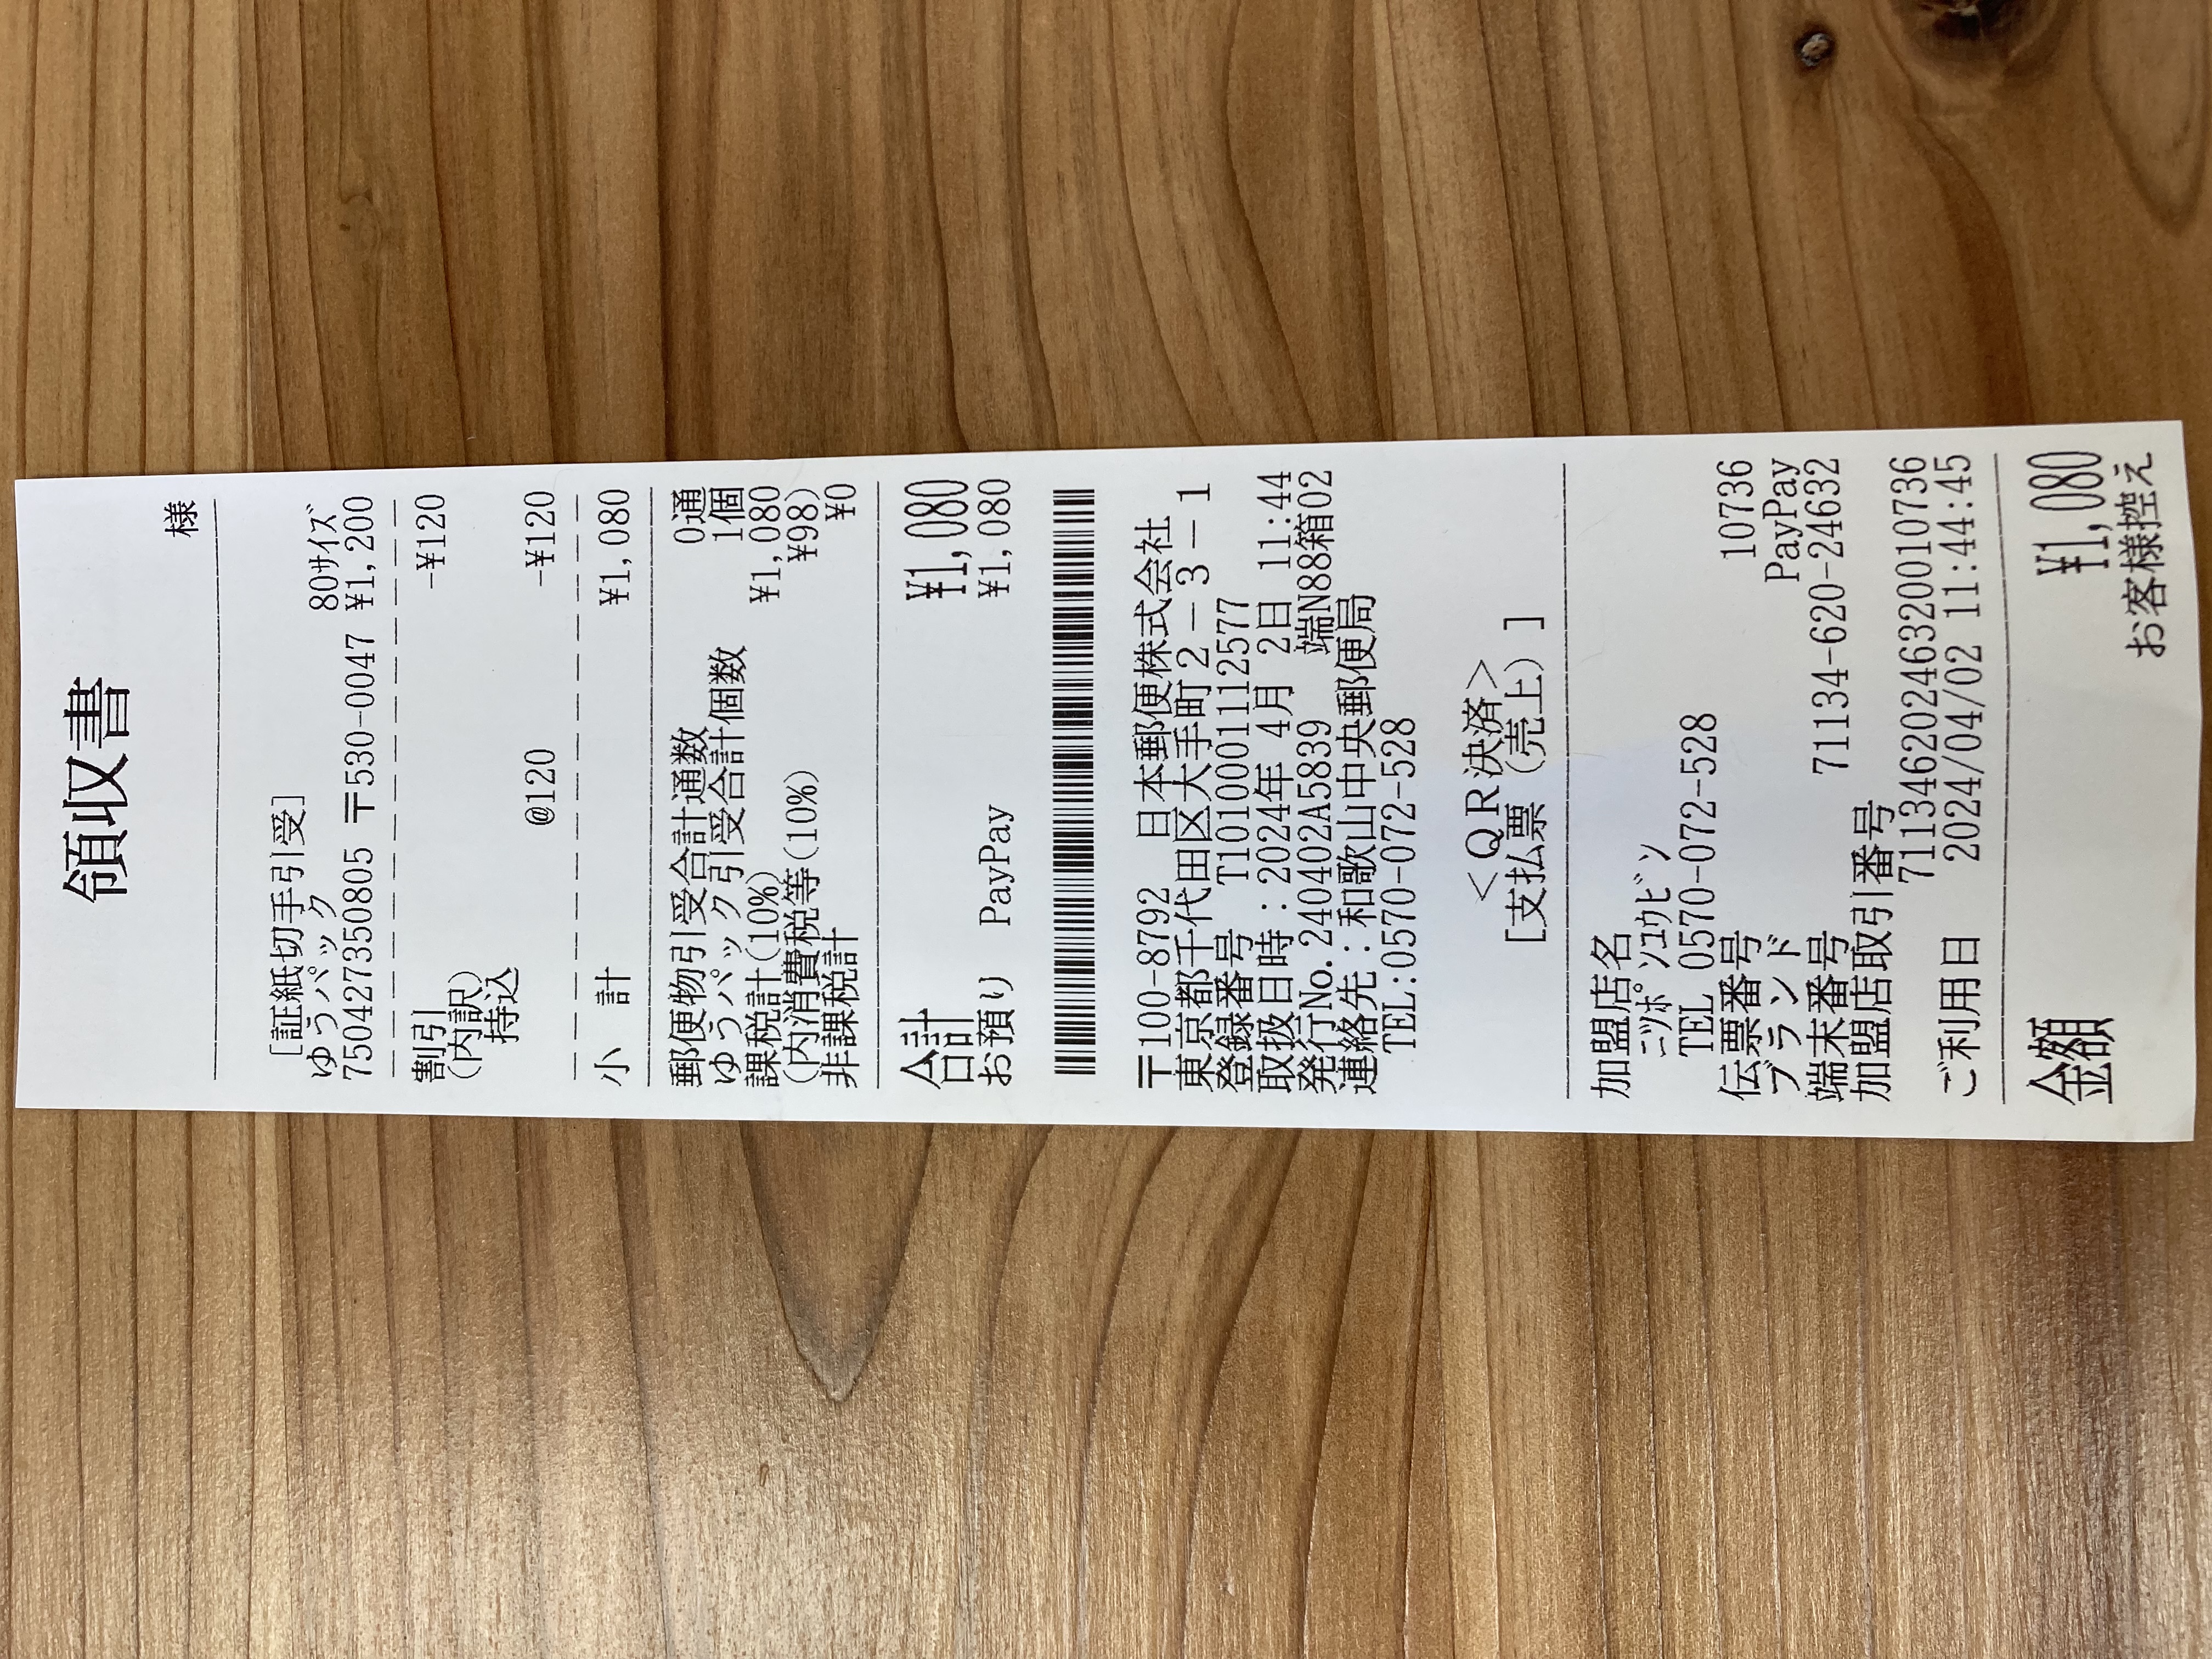 領収書
様
[証紙切手引受]
ゆうパック 80サイズ
750427350805 〒530-0047 ¥1,200
割引 -¥120
(内訳)
持込
@120 -¥120
小 計 ¥1,080
郵便物引受合計通数 0通
ゆうパック引受合計個数 1個
課税計(10%) ¥1,080
(内消費税等(10%) ¥98)
非課税計 ¥0
合計 ¥1,080
お預り PayPay ¥1,080
〒100-8792 日本郵便株式会社
東京都千代田区大手町2-3-1
登録番号 T1010001112577
取扱日時:2024年 4月 2日 11:44
発行No.240402A5839 端N88箱02
連絡先:和歌山中央郵便局
TEL:0570-072-528
<QR決済>
[支払票(売上)]
加盟店名
ニツポンユウビン
TEL 0570-072-528
伝票番号 10736
ブランド PayPay
端末番号 71134-620-24632
加盟店取引番号
71134620246320010736
ご利用日 2024/04/02 11:44:45
金額 ¥1,080
お客様控え